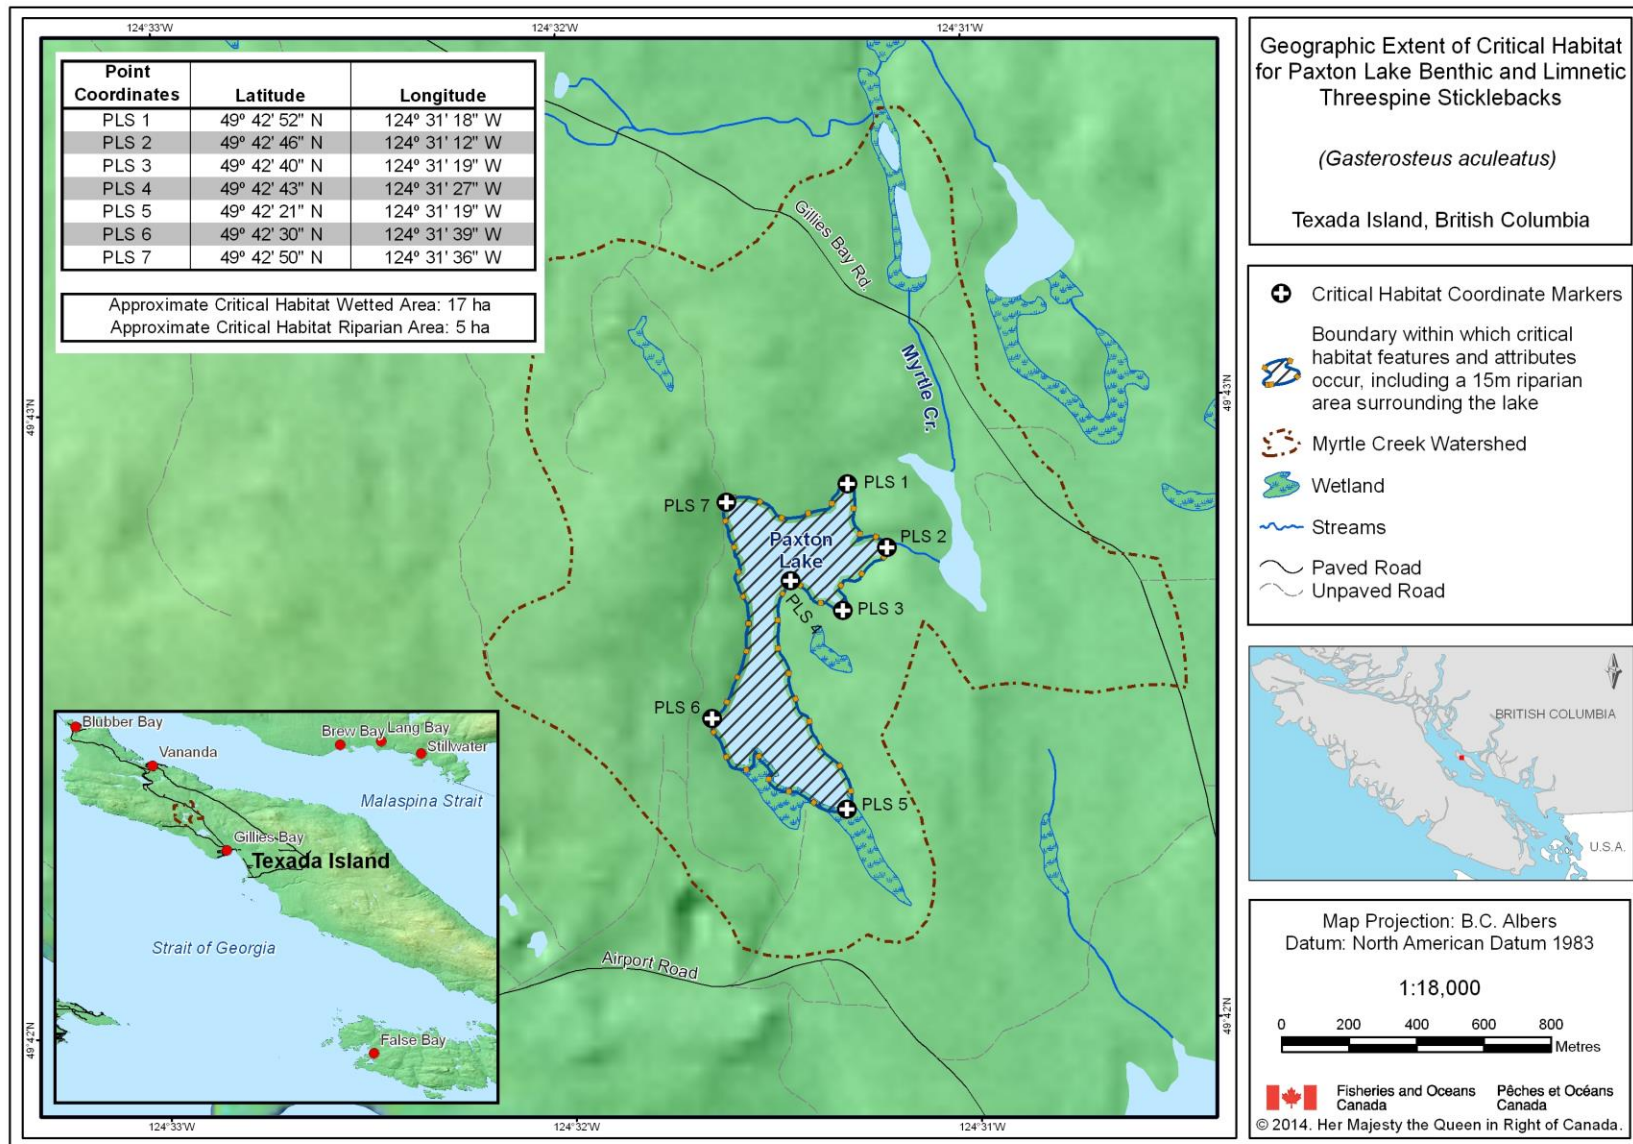 124°33'W
124°32'W
124°31'W
Point Coordinates Latitude Longitude
PLS 1 49º 42' 52" N 124º 31' 18" W
PLS 2 49º 42' 46" N 124º 31' 12" W
PLS 3 49º 42' 40" N 124º 31' 19" W
PLS 4 49º 42' 43" N 124º 31' 27" W
PLS 5 49º 42' 21" N 124º 31' 19" W
PLS 6 49º 42' 30" N 124º 31' 39" W
PLS 7 49º 42' 50" N 124º 31' 36" W
Approximate Critical Habitat Wetted Area: 17 ha
Approximate Critical Habitat Riparian Area: 5 ha
Gillies Bay Rd.
Myrtle Cr.
49°43'N
49°43'N
PLS 1
PLS 7
PLS 2
Paxton
Lake
PLS 3
PLS 4
PLS 6
PLS 5
Airport Road
49°42'N
49°42'N
Blubber Bay
Vananda
Brew Bay
Lang Bay
Stillwater
Malaspina Strait
Gillies Bay
Texada Island
Strait of Georgia
False Bay
124°33'W
124°32'W
124°31'W
Geographic Extent of Critical Habitat
for Paxton Lake Benthic and Limnetic
Threespine Sticklebacks
(Gasterosteus aculeatus)
Texada Island, British Columbia
Critical Habitat Coordinate Markers
Boundary within which critical
habitat features and attributes
occur, including a 15m riparian
area surrounding the lake
Myrtle Creek Watershed
Wetland
Streams
Paved Road
Unpaved Road
BRITISH COLUMBIA
U.S.A.
Map Projection: B.C. Albers
Datum: North American Datum 1983
1:18,000
0 200 400 600 800
Metres
Fisheries and Oceans Pêches et Océans
Canada Canada
© 2014. Her Majesty the Queen in Right of Canada.